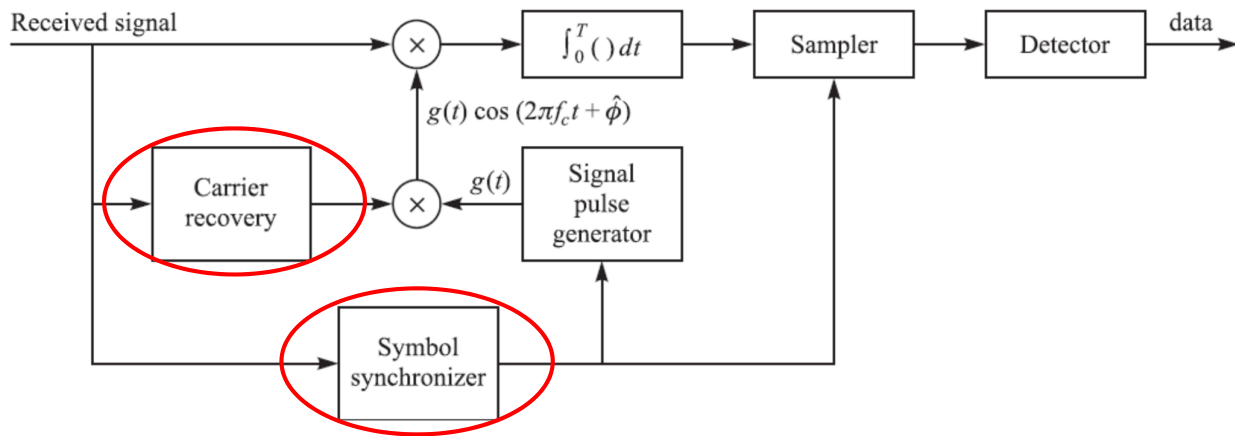 Received signal
×
∫₀ᵀ ( ) dt
Sampler
Detector
data
g(t) cos (2πf_c t + φ̂)
Carrier
recovery
×
g(t)
Signal
pulse
generator
Symbol
synchronizer